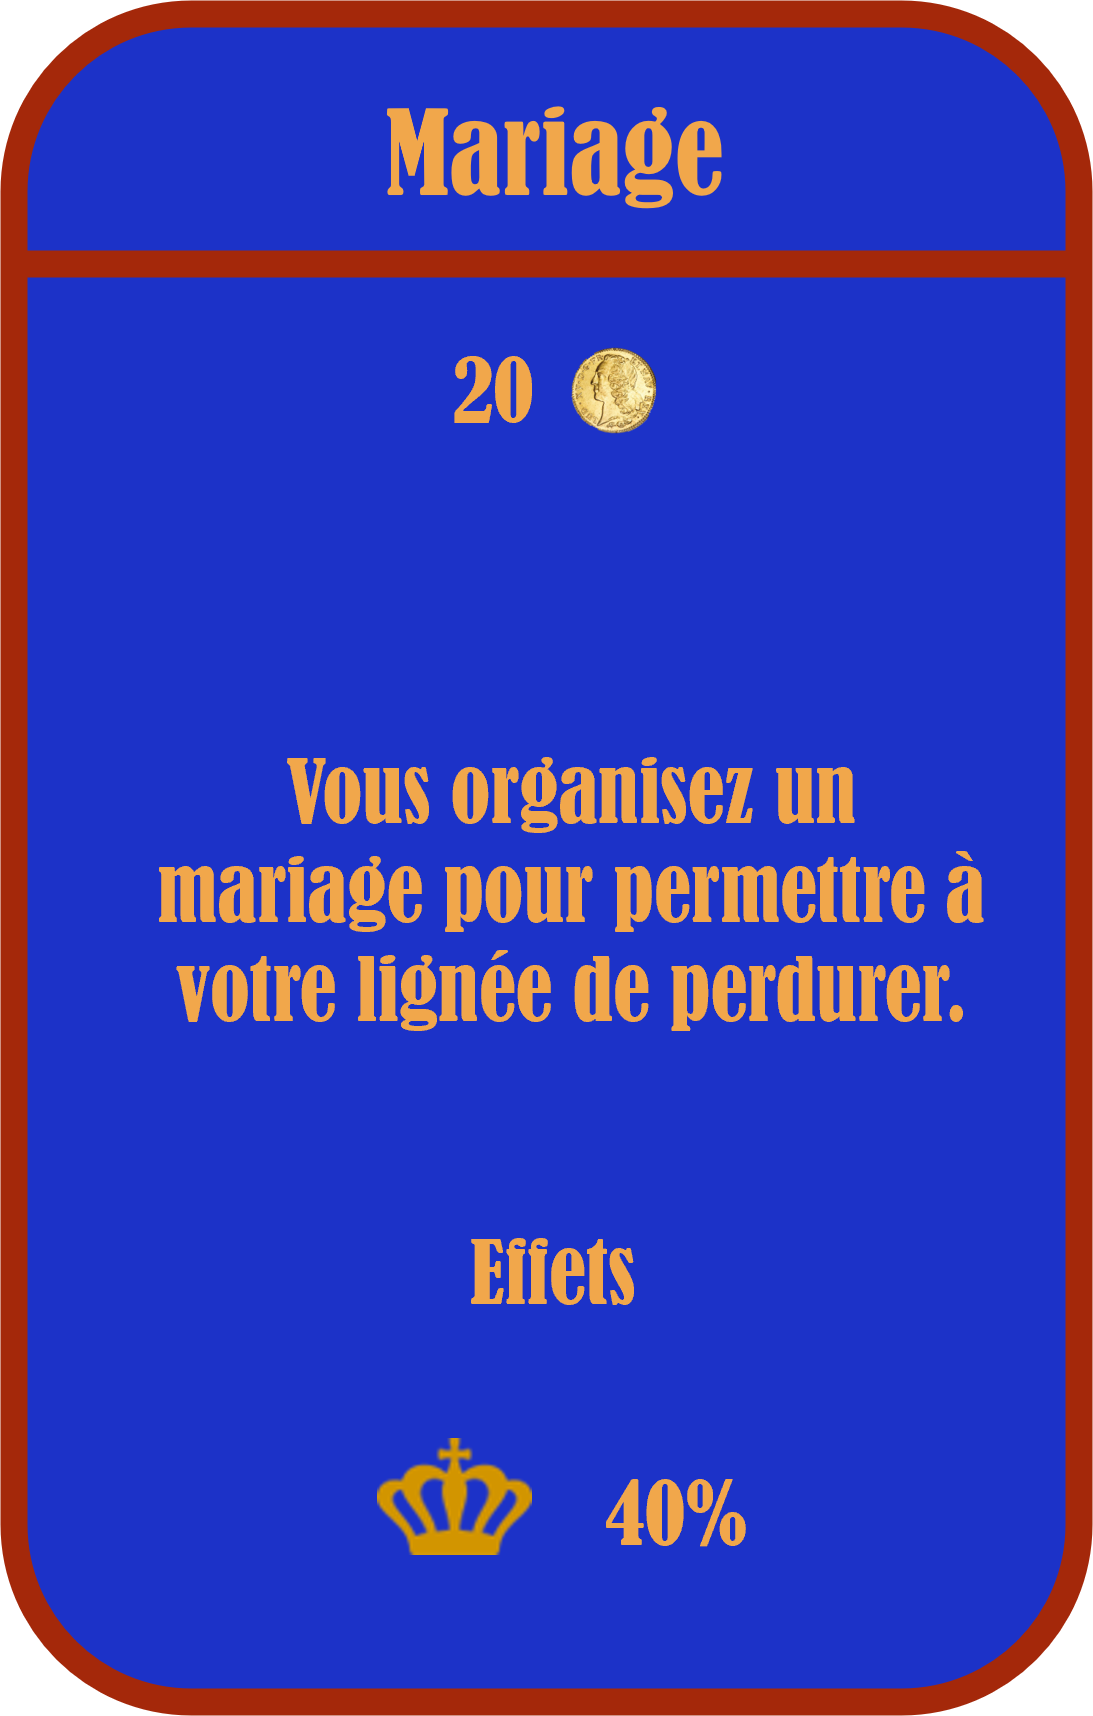 Mariage
20
Vous organisez un
mariage pour permettre à
votre lignée de perdurer.
Effets
40%